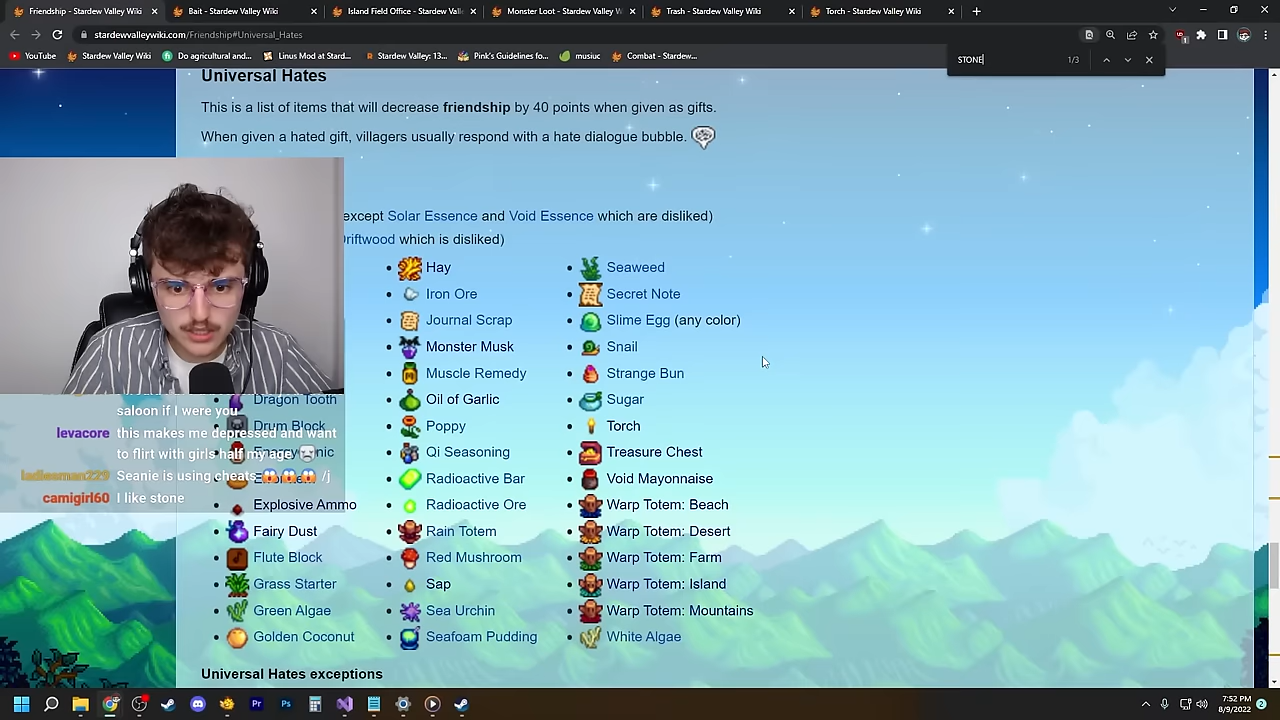 Friendship - Stardew Valley Wiki
Bait - Stardew Valley Wiki
Island Field Office - Stardew Valle
Monster Loot - Stardew Valley W
Trash - Stardew Valley Wiki
Torch - Stardew Valley Wiki
stardewvalleywiki.com/Friendship#Universal_Hates
YouTube
Stardew Valley Wiki
Do agricultural and...
Linus Mod at Stard...
Stardew Valley: 13...
Pink's Guidelines fo...
musiuc
Combat - Stardew...
STONE
1/3
Universal Hates
This is a list of items that will decrease friendship by 40 points when given as gifts.
When given a hated gift, villagers usually respond with a hate dialogue bubble.
except Solar Essence and Void Essence which are disliked)
Driftwood which is disliked)
Hay
Iron Ore
Journal Scrap
Monster Musk
Muscle Remedy
Oil of Garlic
Poppy
Qi Seasoning
Radioactive Bar
Radioactive Ore
Rain Totem
Red Mushroom
Sap
Sea Urchin
Seafoam Pudding
Seaweed
Secret Note
Slime Egg (any color)
Snail
Strange Bun
Sugar
Torch
Treasure Chest
Void Mayonnaise
Warp Totem: Beach
Warp Totem: Desert
Warp Totem: Farm
Warp Totem: Island
Warp Totem: Mountains
White Algae
Dragon Tooth
Drum Block
Explosive Ammo
Fairy Dust
Flute Block
Grass Starter
Green Algae
Golden Coconut
Universal Hates exceptions
saloon if I were you
levacore this makes me depressed and want
to flirt with girls half my age
ladiesman229 Seanie is using cheats /j
camigirl60 I like stone
7:52 PM
8/9/2022